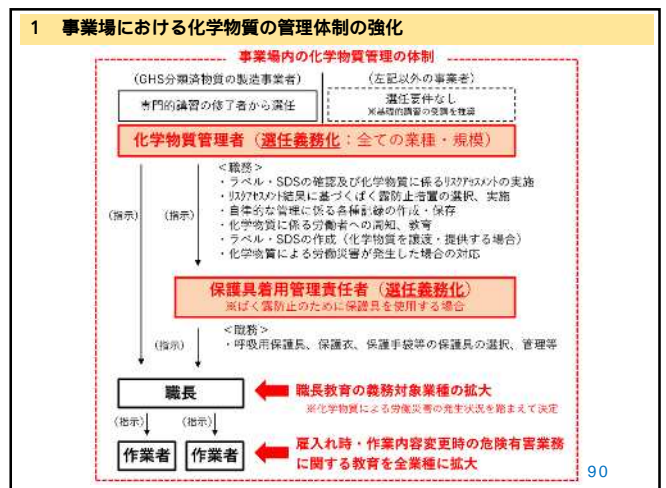 1 事業場における化学物質の管理体制の強化
事業場内の化学物質管理の体制
(GHS分類済物質の製造事業者)
(左記以外の事業者)
専門的講習の修了者から選任
選任要件なし
※基礎的講習の受講を推奨
化学物質管理者(選任義務化:全ての業種・規模)
<職務>
・ラベル・SDSの確認及び化学物質に係るリスクアセスメントの実施
・リスクアセスメント結果に基づくばく露防止措置の選択、実施
・自律的な管理に係る各種記録の作成・保存
・化学物質に係る労働者への周知、教育
・ラベル・SDSの作成(化学物質を譲渡・提供する場合)
・化学物質による労働災害が発生した場合の対応
(指示)
(指示)
保護具着用管理責任者(選任義務化)
※ばく露防止のために保護具を使用する場合
<職務>
・呼吸用保護具、保護衣、保護手袋等の保護具の選択、管理等
(指示)
職長
職長教育の義務対象業種の拡大
※化学物質による労働災害の発生状況を踏まえて決定
(指示)
(指示)
作業者
作業者
雇入れ時・作業内容変更時の危険有害業務
に関する教育を全業種に拡大
90